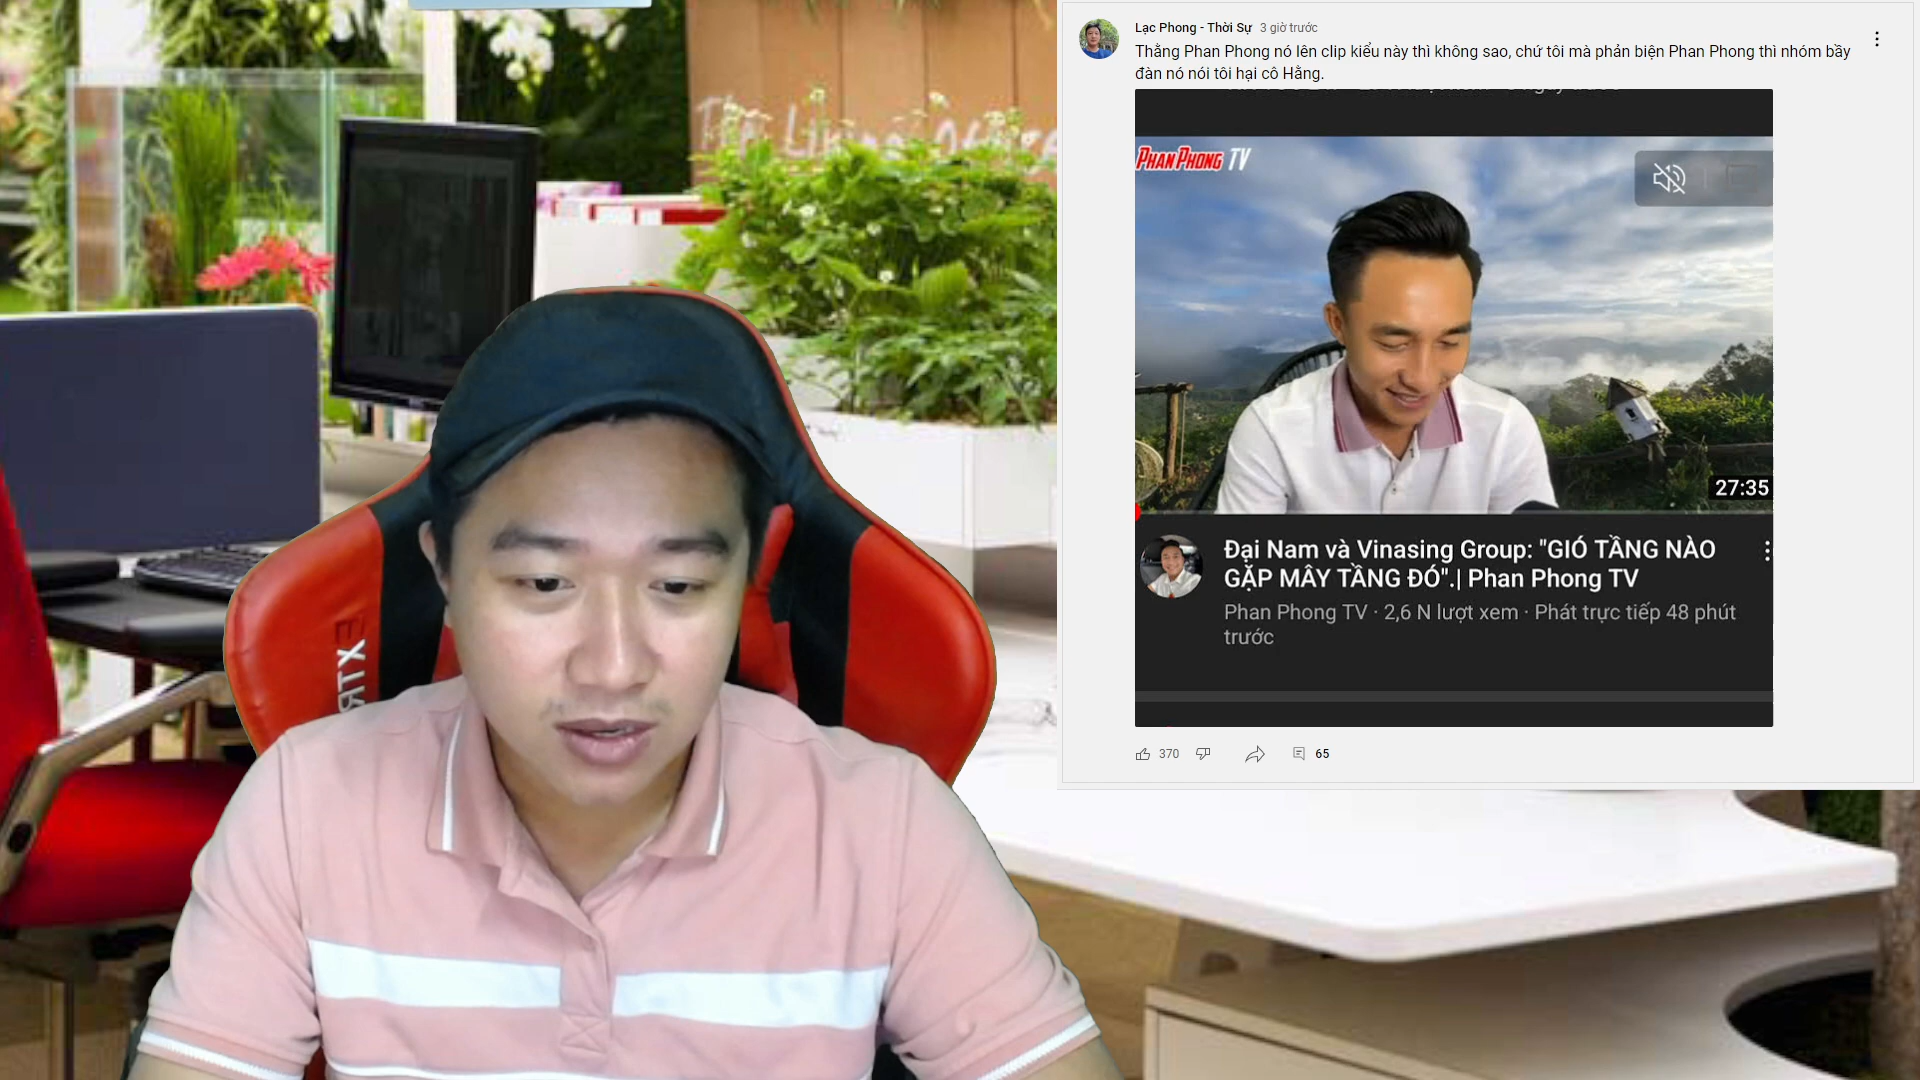 Lạc Phong - Thời Sự 3 giờ trước
Thằng Phan Phong nó lên clip kiểu này thì không sao, chứ tôi mà phản biện Phan Phong thì nhóm bầy
đàn nó nói tôi hại cô Hằng.
PHAN PHONG TV
27:35
Đại Nam và Vinasing Group: "GIÓ TẦNG NÀO
GẶP MÂY TẦNG ĐÓ".| Phan Phong TV
Phan Phong TV · 2,6 N lượt xem · Phát trực tiếp 48 phút
trước
370
65